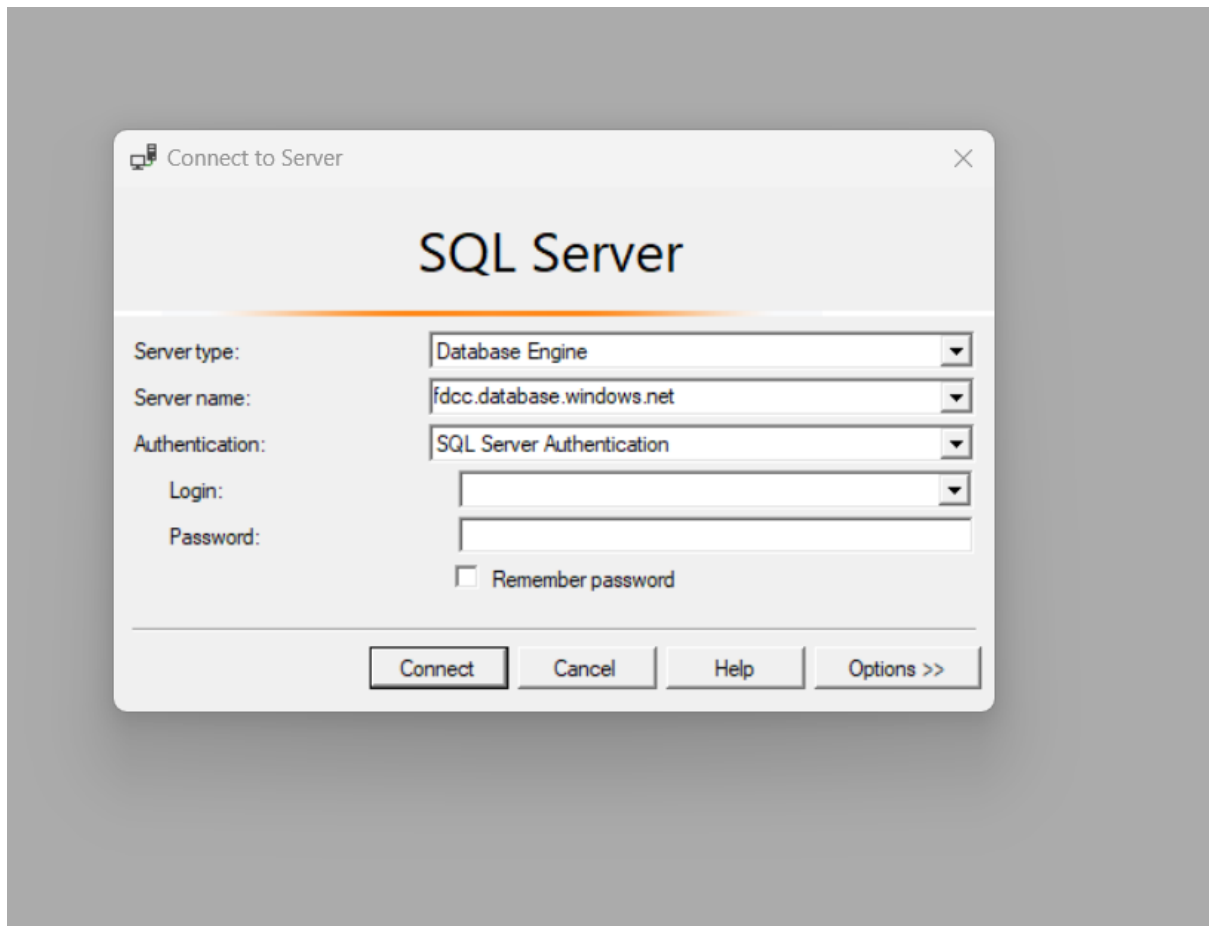 Connect to Server
SQL Server
Server type: Database Engine
Server name: fdcc.database.windows.net
Authentication: SQL Server Authentication
Login:
Password:
Remember password
Connect Cancel Help Options >>